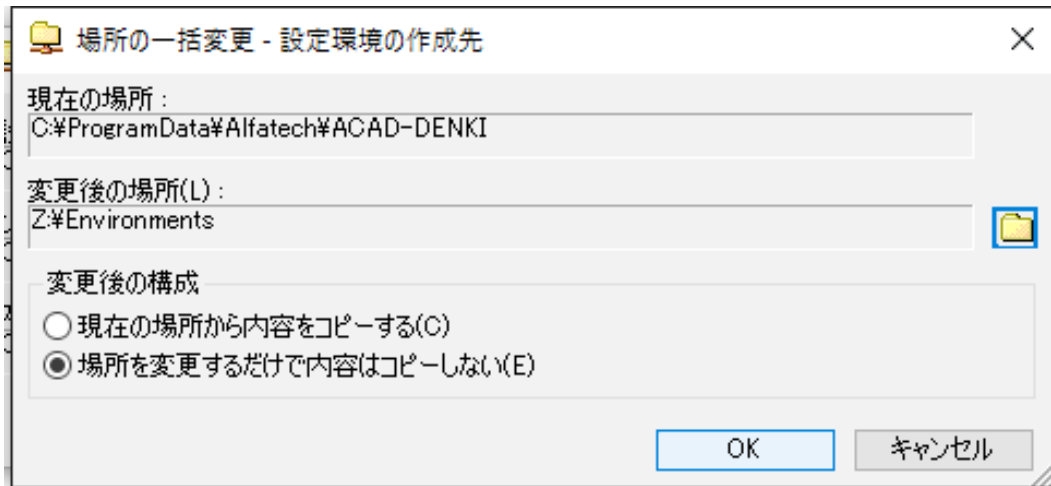 場所の一括変更 - 設定環境の作成先
現在の場所 :
C:¥ProgramData¥Alfatech¥ACAD-DENKI
変更後の場所(L) :
Z:¥Environments
変更後の構成
現在の場所から内容をコピーする(C)
場所を変更するだけで内容はコピーしない(E)
OK
キャンセル